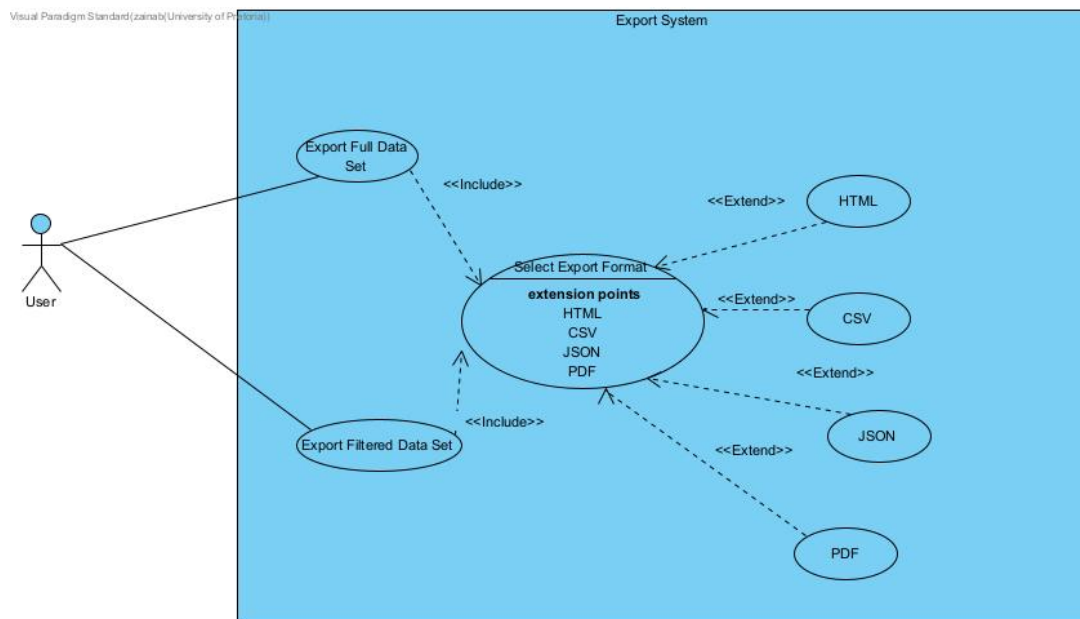 Visual Paradigm Standard(zainab(University of Pretoria))
Export System
Export Full Data
Set
<<Include>>
<<Extend>>
HTML
User
Select Export Format
extension points
HTML
CSV
JSON
PDF
<<Extend>>
CSV
<<Extend>>
JSON
<<Include>>
Export Filtered Data Set
<<Extend>>
PDF